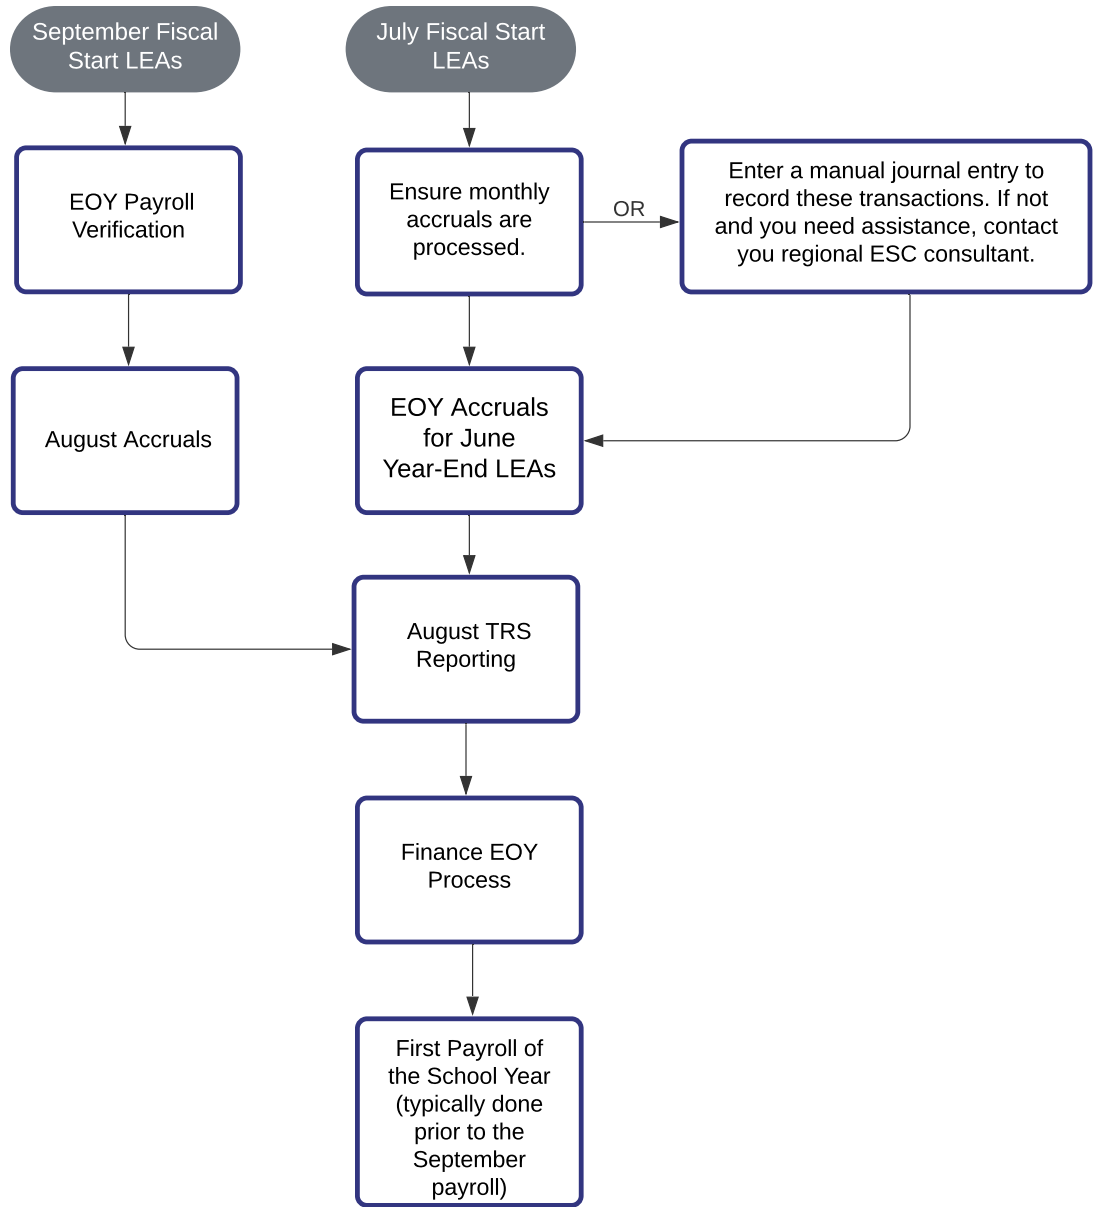 September Fiscal
Start LEAs
July Fiscal Start
LEAs
EOY Payroll
Verification
Ensure monthly
accruals are
processed.
OR
Enter a manual journal entry to
record these transactions. If not
and you need assistance, contact
you regional ESC consultant.
August Accruals
EOY Accruals
for June
Year-End LEAs
August TRS
Reporting
Finance EOY
Process
First Payroll of
the School Year
(typically done
prior to the
September
payroll)